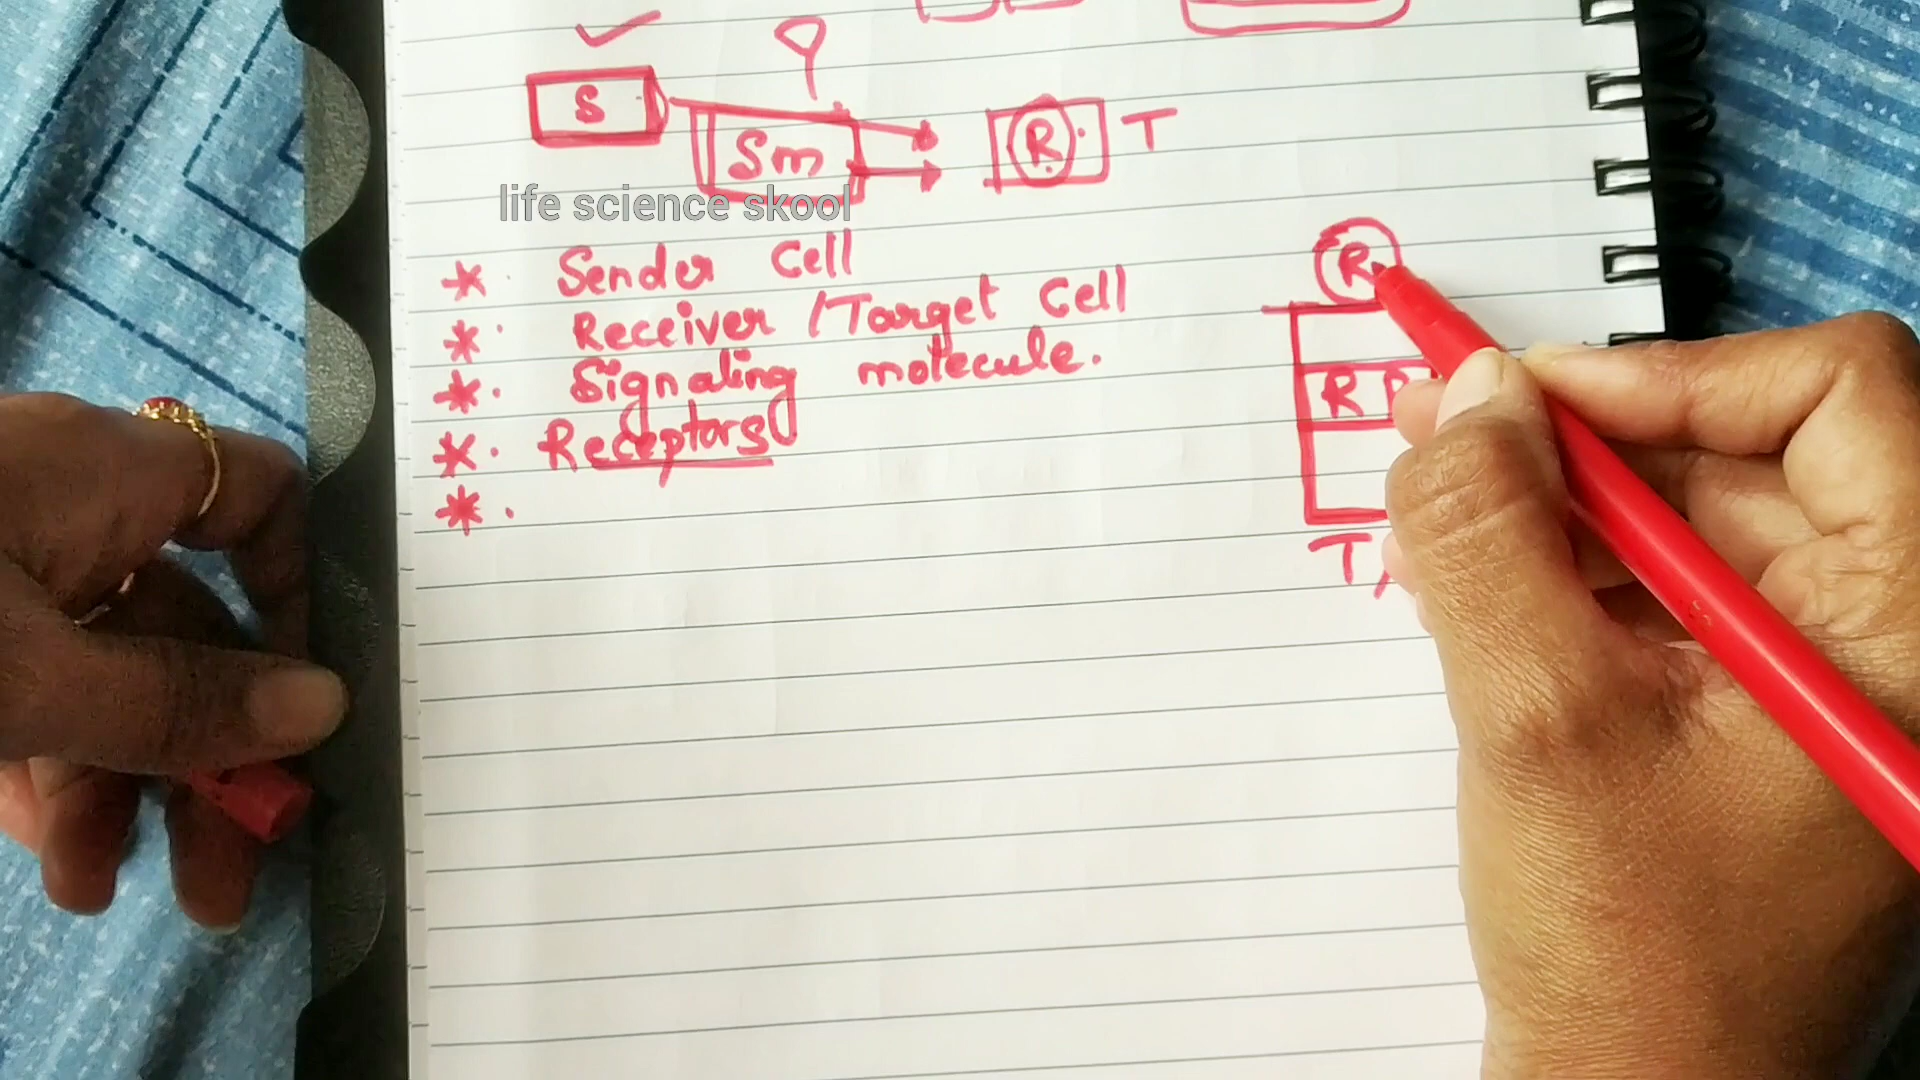 S
Sm
R
T
life science skool
* Sender Cell
* Receiver / Target Cell
* Signaling molecule.
* Receptors
*
R
R R
T /